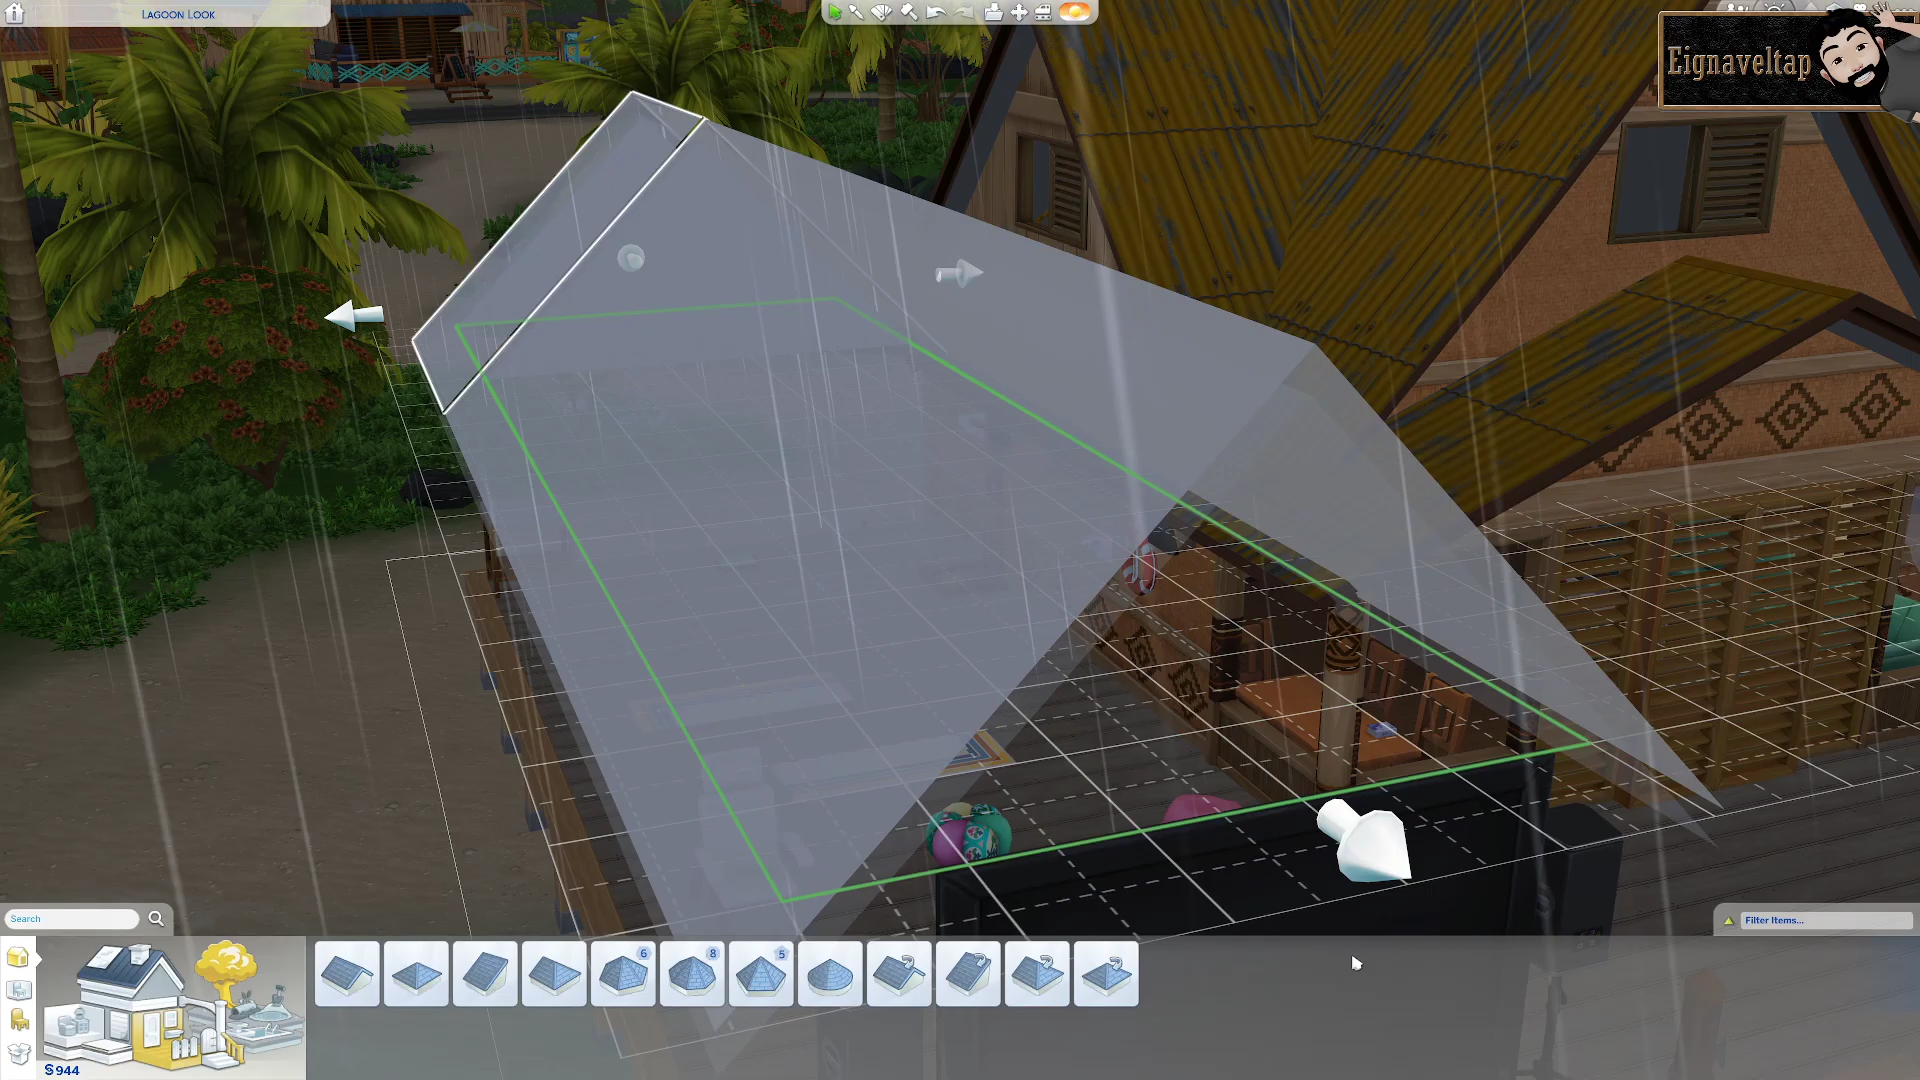 LAGOON LOOK
Eignaveltap
Search
Filter Items...
6
8
5
§944